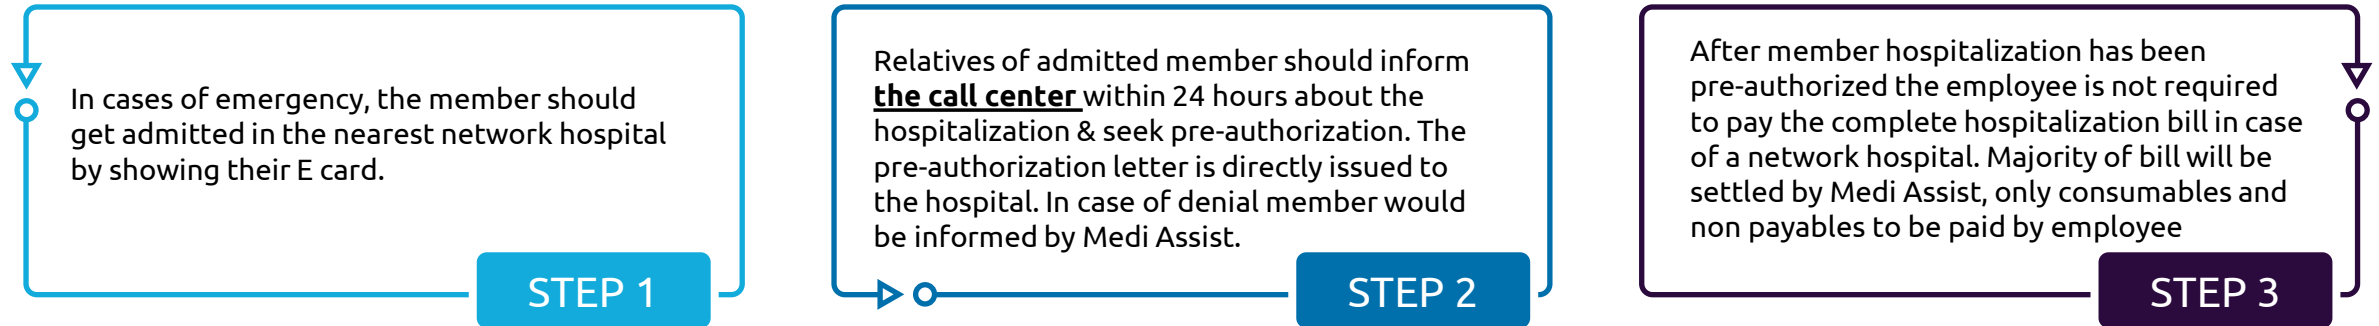 In cases of emergency, the member should
get admitted in the nearest network hospital
by showing their E card.
STEP 1
Relatives of admitted member should inform
the call center within 24 hours about the
hospitalization & seek pre-authorization. The
pre-authorization letter is directly issued to
the hospital. In case of denial member would
be informed by Medi Assist.
STEP 2
After member hospitalization has been
pre-authorized the employee is not required
to pay the complete hospitalization bill in case
of a network hospital. Majority of bill will be
settled by Medi Assist, only consumables and
non payables to be paid by employee
STEP 3